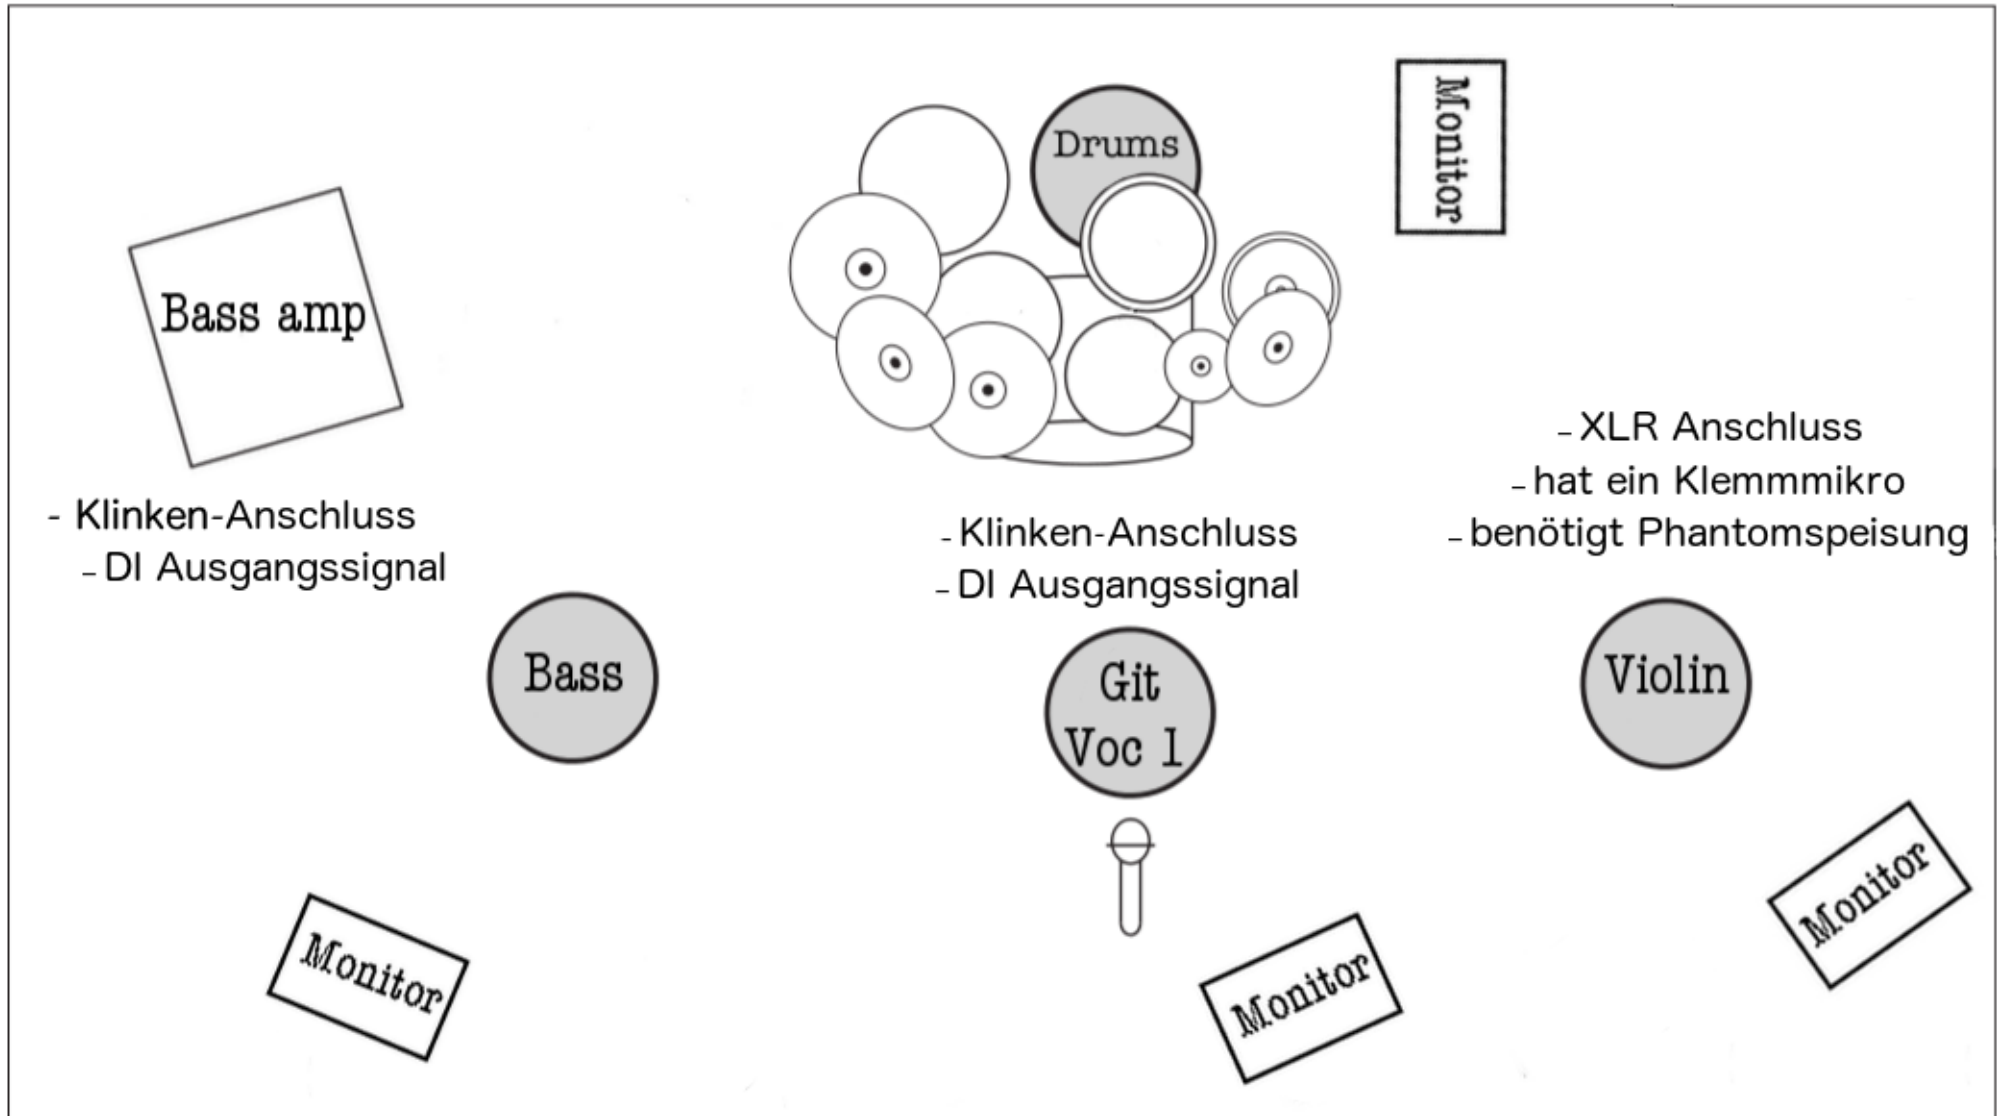 Drums
Monitor
Bass amp
- Klinken-Anschluss
- DI Ausgangssignal
- Klinken-Anschluss
- DI Ausgangssignal
- XLR Anschluss
- hat ein Klemmmikro
- benötigt Phantomspeisung
Bass
Git
Voc 1
Violin
Monitor
Monitor
Monitor